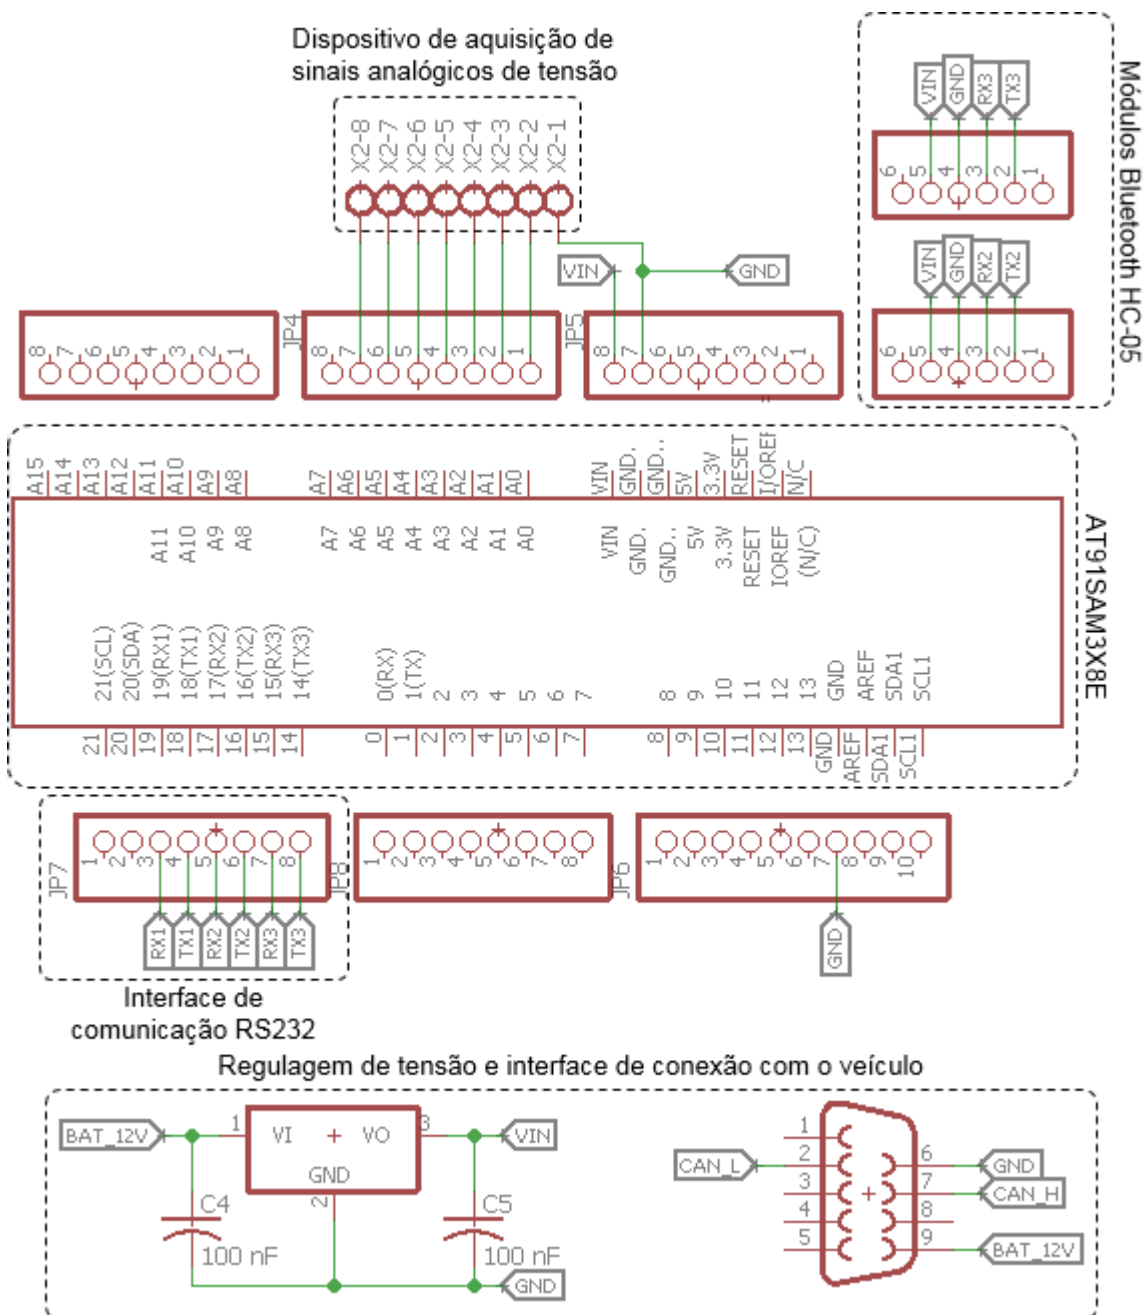 Dispositivo de aquisição de
sinais analógicos de tensão
X2-8 X2-7 X2-6 X2-5 X2-4 X2-3 X2-2 X2-1
VIN GND
Módulos Bluetooth HC-05
VIN GND RX3 TX3
6 5 4 3 2 1
VIN GND RX2 TX2
6 5 4 3 2 1
8 7 6 5 4 3 2 1
JP4
8 7 6 5 4 3 2 1
JP5
8 7 6 5 4 3 2 1
A15 A14 A13 A12 A11 A10 A9 A8 A7 A6 A5 A4 A3 A2 A1 A0 VIN GND. GND.. 5V 3.3V RESET I/OREF N/C
A11 A10 A9 A8 A7 A6 A5 A4 A3 A2 A1 A0 VIN GND. GND.. 5V 3.3V RESET IOREF (N/C)
AT91SAM3X8E
21(SCL) 20(SDA) 19(RX1) 18(TX1) 17(RX2) 16(TX2) 15(RX3) 14(TX3) 0(RX) 1(TX) 2 3 4 5 6 7 8 9 10 11 12 13 GND AREF SDA1 SCL1
21 20 19 18 17 16 15 14 0 1 2 3 4 5 6 7 8 9 10 11 12 13 GND AREF SDA1 SCL1
JP7
1 2 3 4 5 6 7 8
JP8
1 2 3 4 5 6 7 8
JP6
1 2 3 4 5 6 7 8 9 10
RX1 TX1 RX2 TX2 RX3 TX3
GND
Interface de
comunicação RS232
Regulagem de tensão e interface de conexão com o veículo
BAT_12V 1 VI VO 3 VIN
GND
2
C4
100 nF
C5
100 nF
GND
1
2
3
4
5
CAN_L
6
7
8
9
GND
CAN_H
BAT_12V